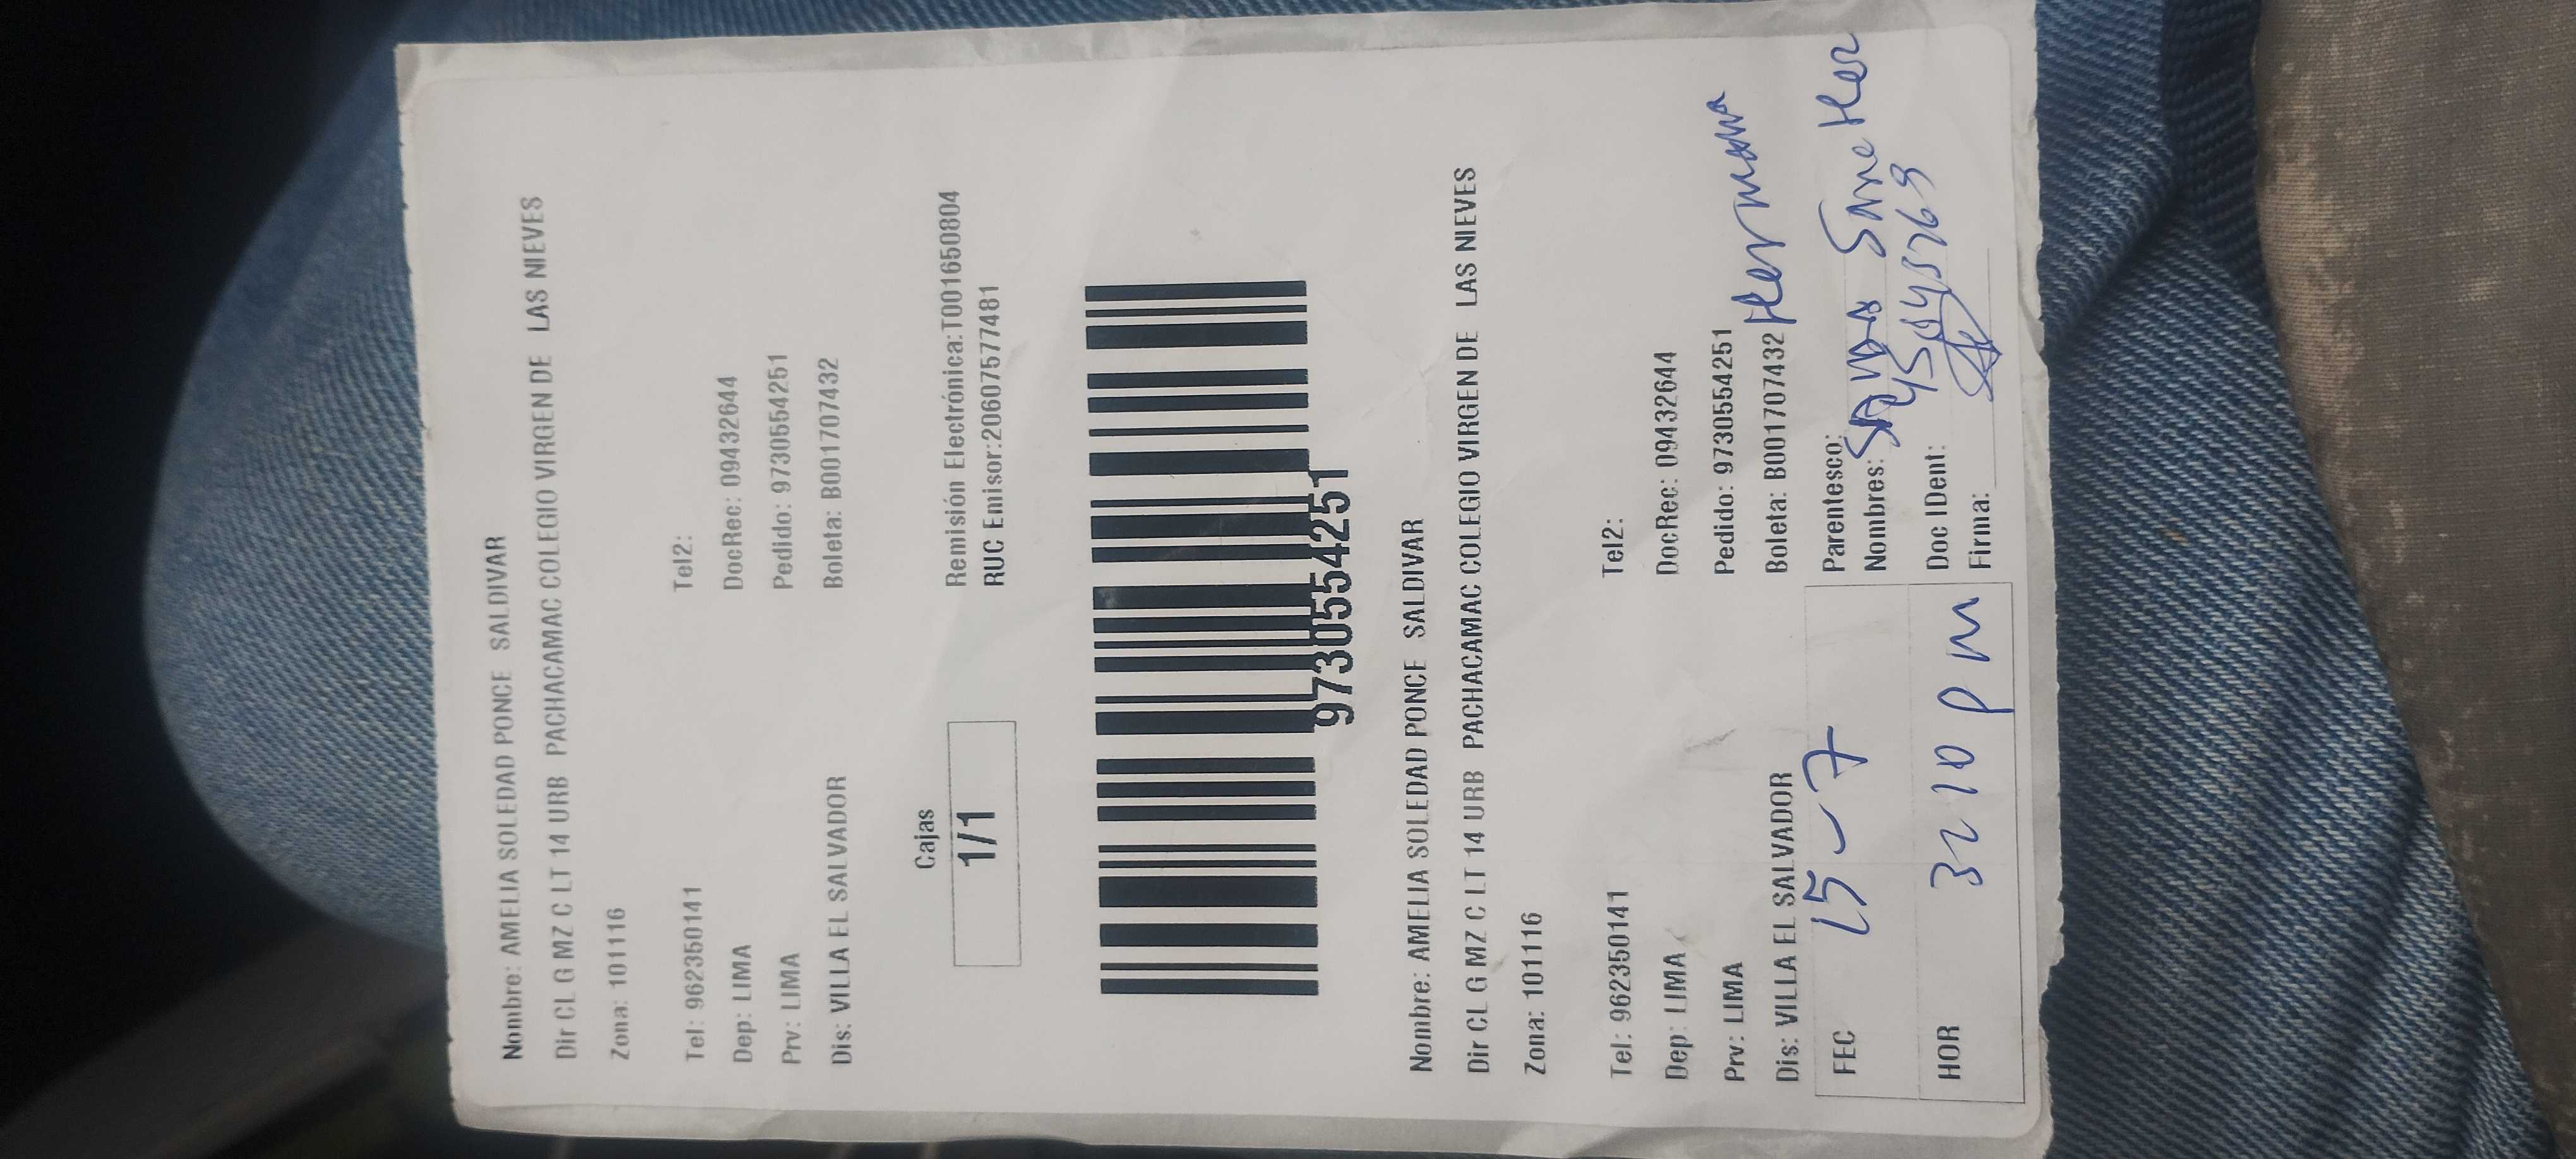 Nombre: AMELIA SOLEDAD PONCE SALDIVAR
Dir CL G MZ C LT 14 URB PACHACAMAC COLEGIO VIRGEN DE LAS NIEVES
Zona: 101116
Tel: 962350141 Tel2:
Dep: LIMA DocRec: 09432644
Prv: LIMA Pedido: 9730554251
Dis: VILLA EL SALVADOR Boleta: B001707432
Cajas
1/1
Remisión Electrónica:T001650804
RUC Emisor:20607577481
9730554251
Nombre: AMELIA SOLEDAD PONCE SALDIVAR
Dir CL G MZ C LT 14 URB PACHACAMAC COLEGIO VIRGEN DE LAS NIEVES
Zona: 101116
Tel: 962350141 Tel2:
Dep: LIMA DocRec: 09432644
Prv: LIMA Pedido: 9730554251
Dis: VILLA EL SALVADOR Boleta: B001707432
FEC 15-7
HOR 3210 pm
Parentesco: Hermana
Nombres:
Doc IDent:
Firma: